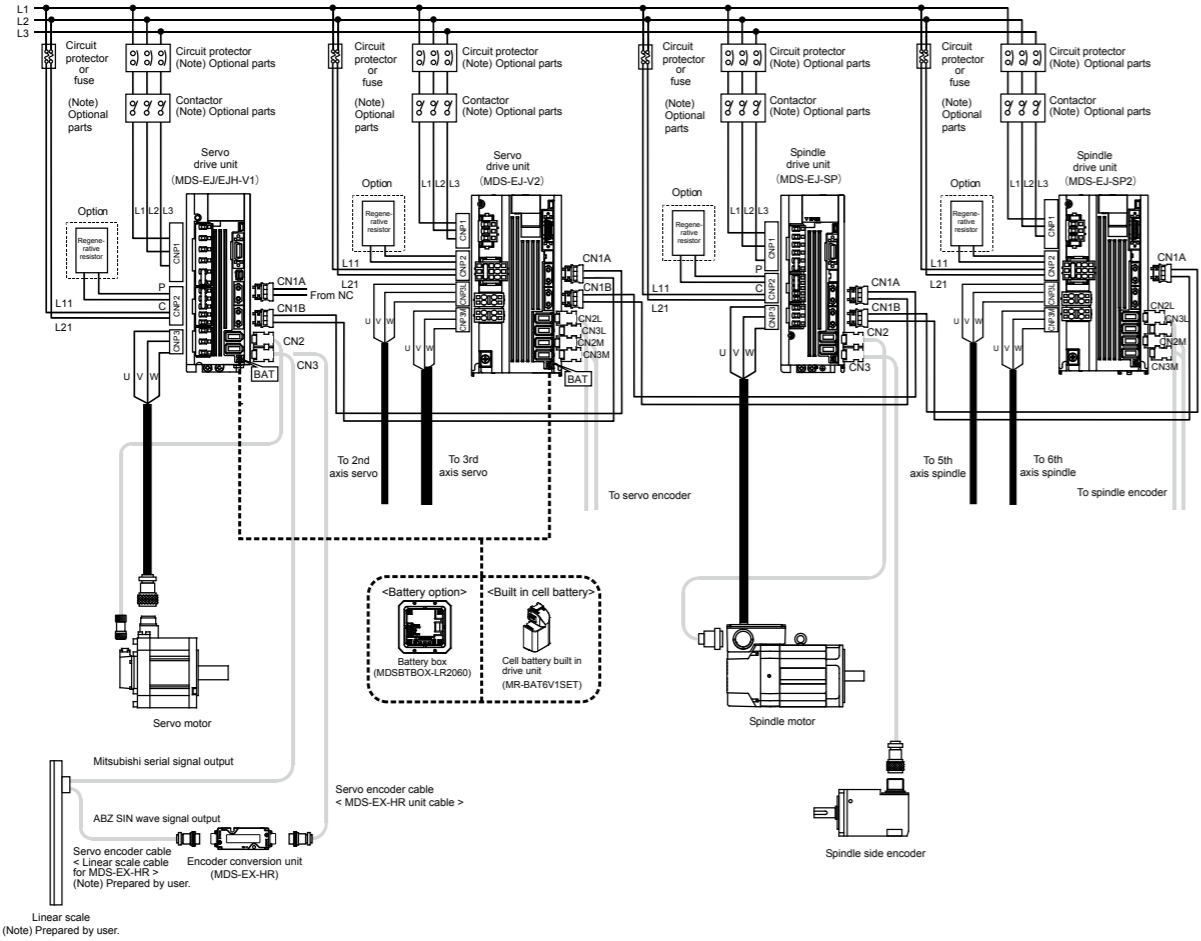 L1
L2
L3
Circuit
protector
or
fuse
(Note)
Optional
parts
Circuit protector
(Note) Optional parts
Contactor
(Note) Optional parts
Circuit
protector
or
fuse
(Note)
Optional
parts
Circuit protector
(Note) Optional parts
Contactor
(Note) Optional parts
Circuit
protector
or
fuse
(Note)
Optional
parts
Circuit protector
(Note) Optional parts
Contactor
(Note) Optional parts
Circuit
protector
or
fuse
(Note)
Optional
parts
Circuit protector
(Note) Optional parts
Contactor
(Note) Optional parts
Servo
drive unit
(MDS-EJ/EJH-V1)
Option
Regene-
rative
resistor
L1 L2 L3
CNP1
P
C
CNP2
L11
L21
CNP3
U V W
CN1A
From NC
CN1B
CN2
CN3
BAT
Servo
drive unit
(MDS-EJ-V2)
Option
Regene-
rative
resistor
L1 L2 L3
CNP1
CNP2
L11
L21
CNP3L
CNP3M
U V W
U V W
CN1A
CN1B
CN2L
CN3L
CN2M
CN3M
BAT
Spindle
drive unit
(MDS-EJ-SP)
Option
Regene-
rative
resistor
L1 L2 L3
CNP1
P
C
CNP2
L11
L21
CNP3
U V W
CN1A
CN1B
CN2
CN3
Spindle
drive unit
(MDS-EJ-SP2)
Option
Regene-
rative
resistor
L1 L2 L3
CNP1
CNP2
L11
L21
CNP3L
CNP3M
U V W
U V W
CN1A
CN2L
CN3L
CN2M
CN3M
To 2nd
axis servo
To 3rd
axis servo
To servo encoder
To 5th
axis spindle
To 6th
axis spindle
To spindle encoder
<Battery option>
Battery box
(MDSBTBOX-LR2060)
<Built in cell battery>
Cell battery built in
drive unit
(MR-BAT6V1SET)
Servo motor
Spindle motor
Mitsubishi serial signal output
ABZ SIN wave signal output
Servo encoder cable
< MDS-EX-HR unit cable >
Servo encoder cable
< Linear scale cable
for MDS-EX-HR >
(Note) Prepared by user.
Encoder conversion unit
(MDS-EX-HR)
Spindle side encoder
Linear scale
(Note) Prepared by user.